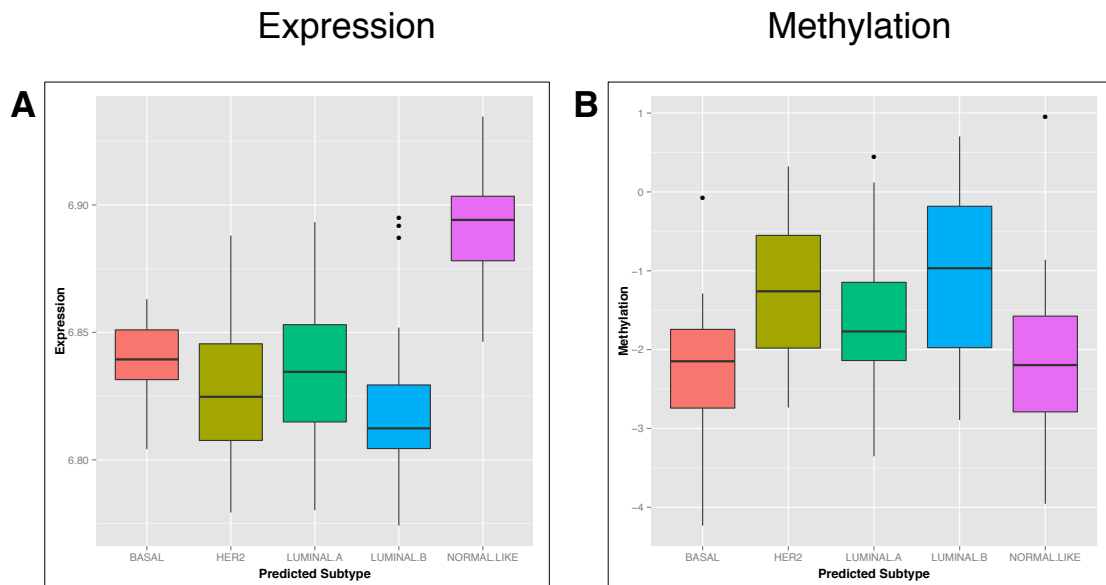 Expression Methylation
A
Expression
6.90
6.85
6.80
BASAL HER2 LUMINAL.A LUMINAL.B NORMAL.LIKE
Predicted Subtype
B
Methylation
1
0
−1
−2
−3
−4
BASAL HER2 LUMINAL.A LUMINAL.B NORMAL.LIKE
Predicted Subtype